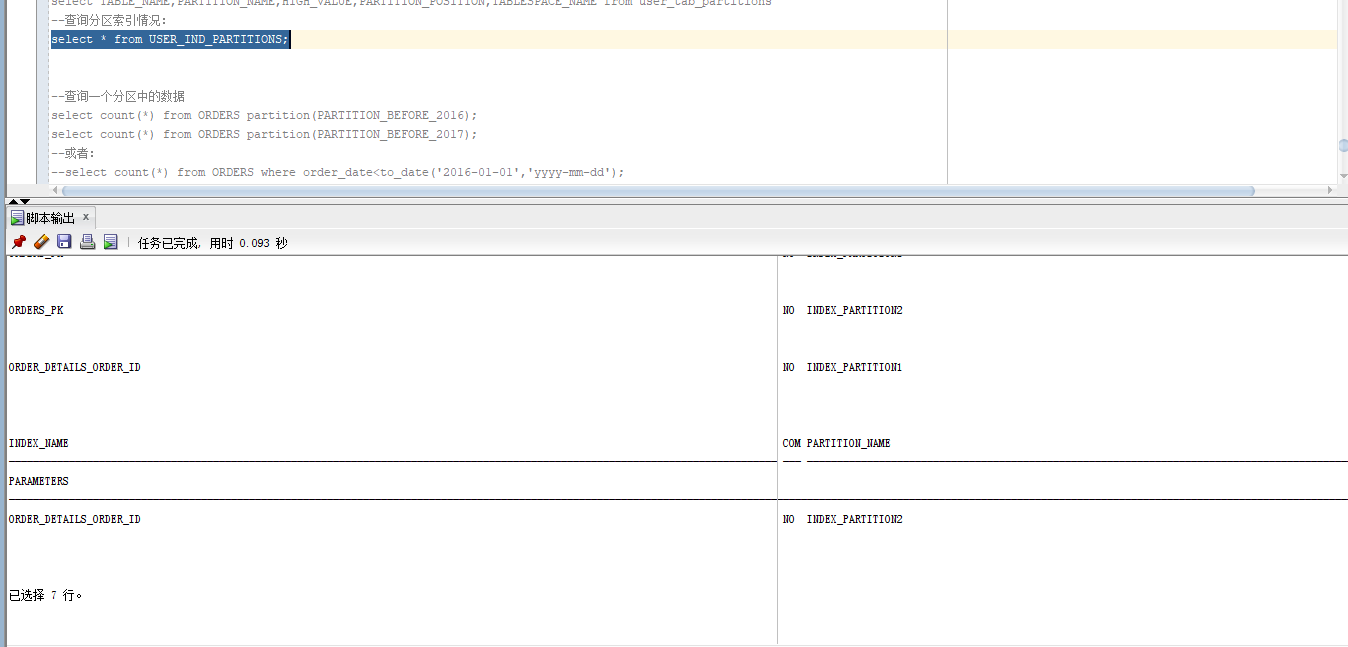 select TABLE_NAME,PARTITION_NAME,HIGH_VALUE,PARTITION_POSITION,TABLESPACE_NAME from user_tab_partitions
--查询分区索引情况:
select * from USER_IND_PARTITIONS;
--查询一个分区中的数据
select count(*) from ORDERS partition(PARTITION_BEFORE_2016);
select count(*) from ORDERS partition(PARTITION_BEFORE_2017);
--或者:
--select count(*) from ORDERS where order_date<to_date('2016-01-01','yyyy-mm-dd');
脚本输出 x
任务已完成, 用时 0.093 秒
ORDERS_PK NO INDEX_PARTITION2
ORDER_DETAILS_ORDER_ID NO INDEX_PARTITION1
INDEX_NAME COM PARTITION_NAME
PARAMETERS
ORDER_DETAILS_ORDER_ID NO INDEX_PARTITION2
已选择 7 行。